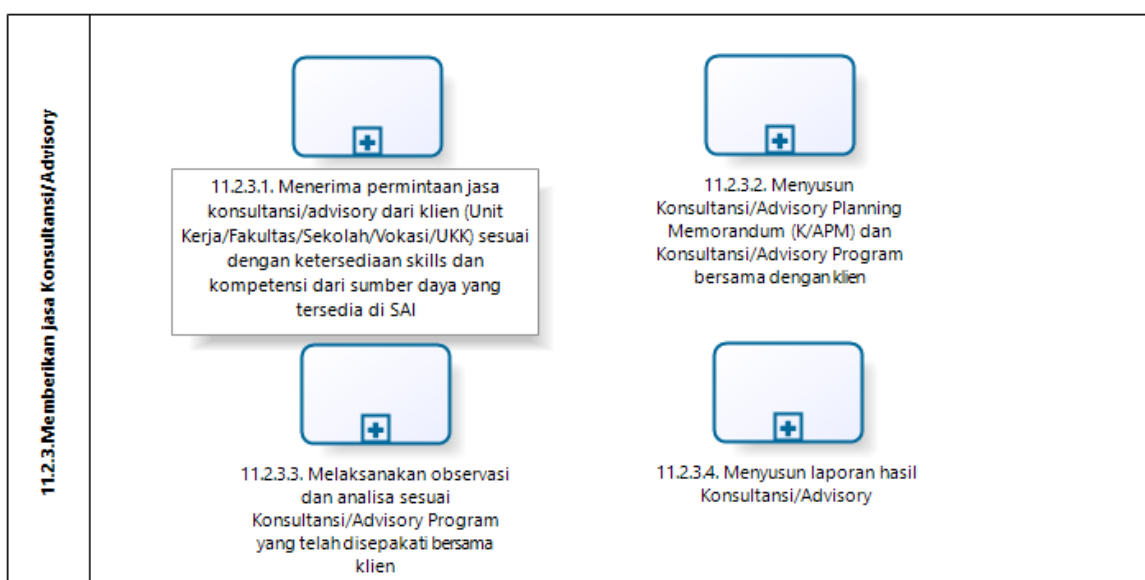 11.2.3.Memberikan jasa Konsultansi/Advisory
11.2.3.1. Menerima permintaan jasa
konsultansi/advisory dari klien (Unit
Kerja/Fakultas/Sekolah/Vokasi/UKK) sesuai
dengan ketersediaan skills dan
kompetensi dari sumber daya yang
tersedia di SAI
11.2.3.2. Menyusun
Konsultansi/Advisory Planning
Memorandum (K/APM) dan
Konsultansi/Advisory Program
bersama dengan klien
11.2.3.3. Melaksanakan observasi
dan analisa sesuai
Konsultansi/Advisory Program
yang telah disepakati bersama
klien
11.2.3.4. Menyusun laporan hasil
Konsultansi/Advisory